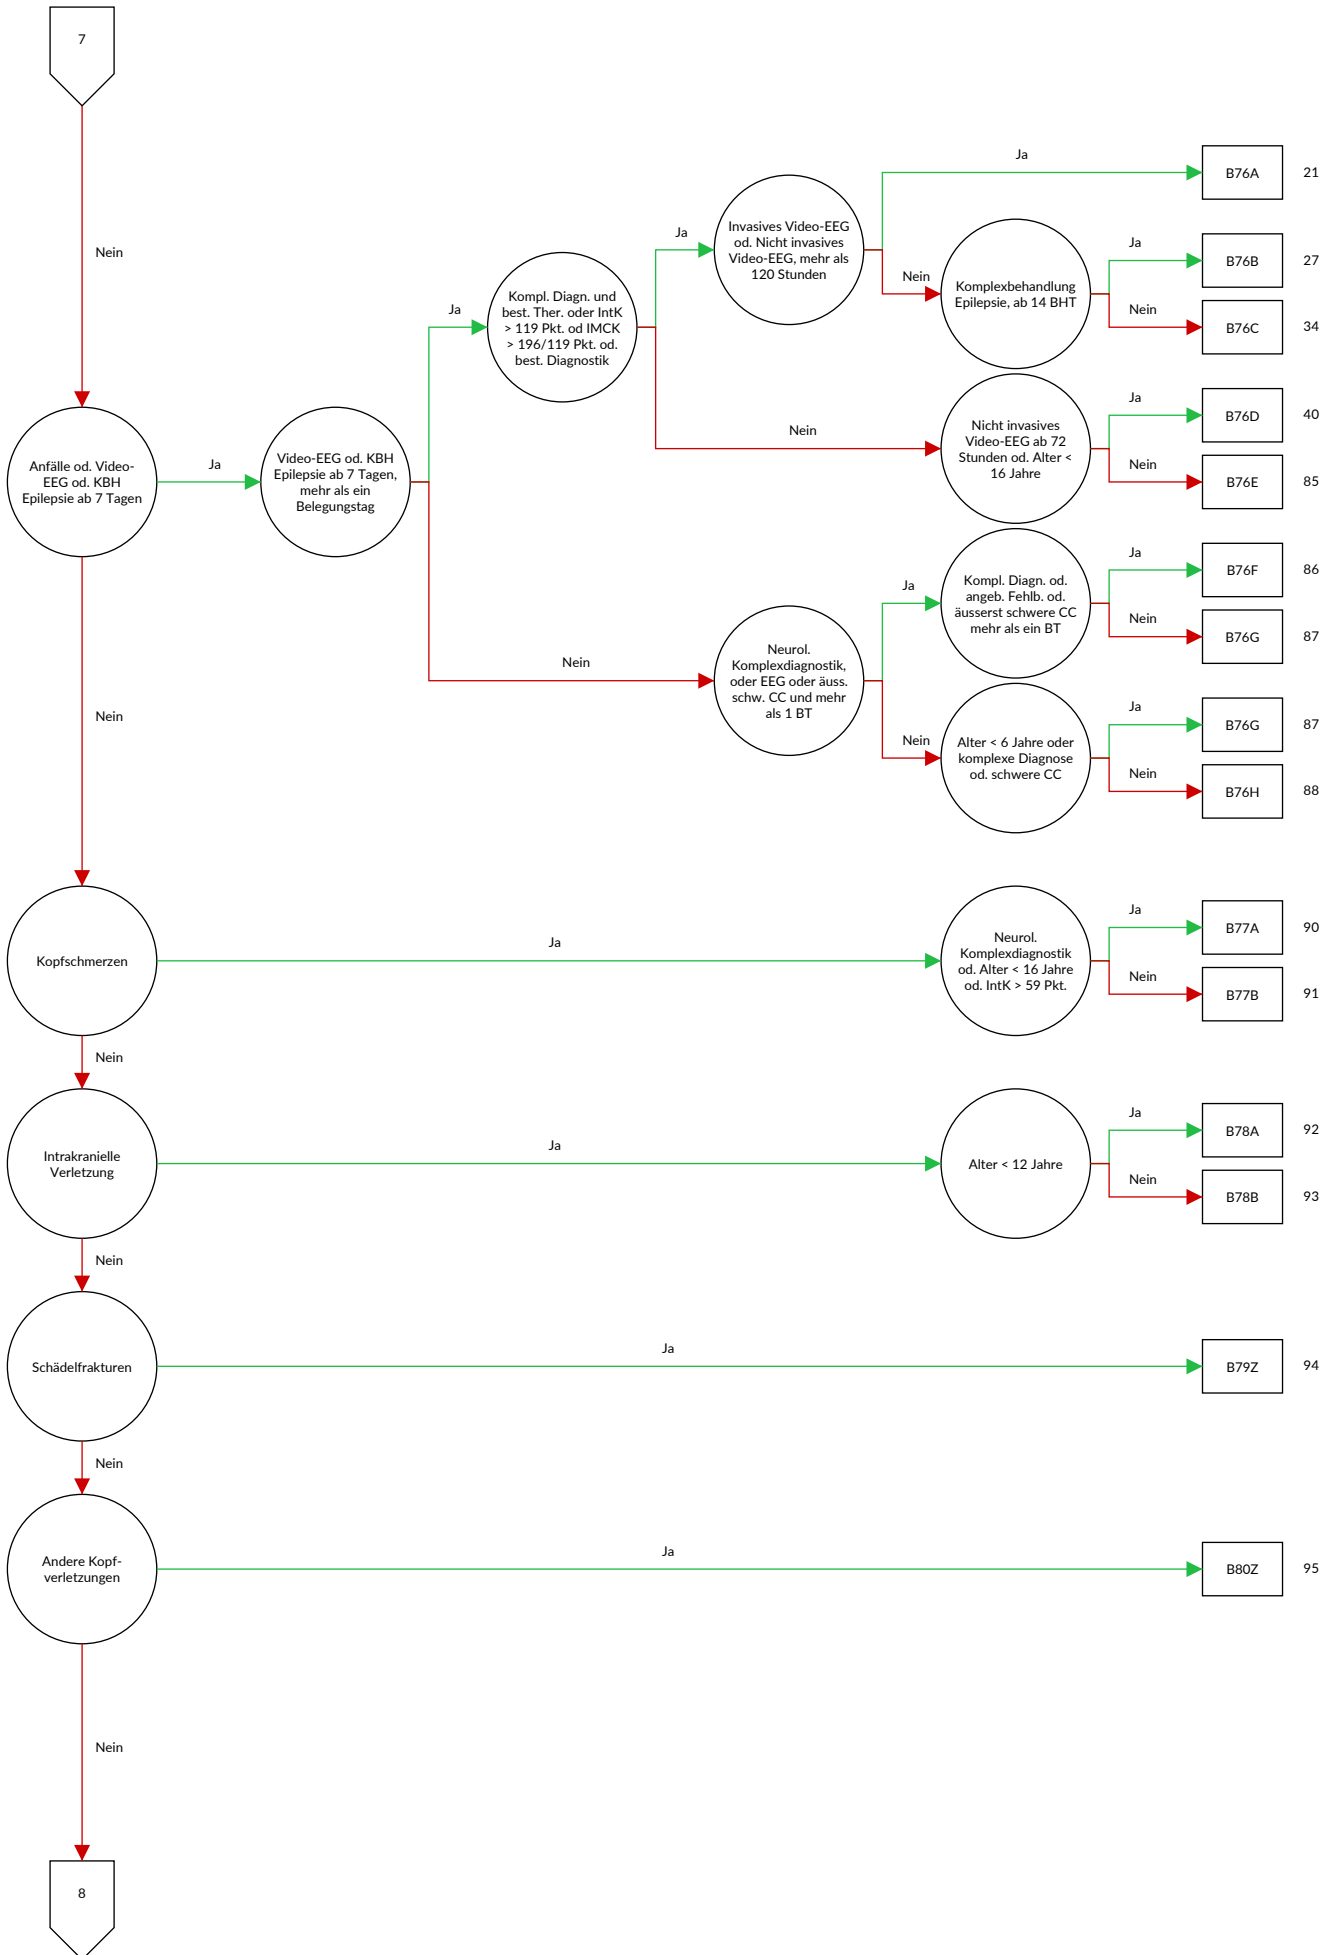 7
Nein
Ja
B76A
21
Invasives Video-EEG
od. Nicht invasives
Video-EEG, mehr als
120 Stunden
Ja
Nein
Komplexbehandlung
Epilepsie, ab 14 BHT
Ja
B76B
27
Nein
B76C
34
Kompl. Diagn. und
best. Ther. oder IntK
> 119 Pkt. od IMCK
> 196/119 Pkt. od.
best. Diagnostik
Ja
Nein
Nicht invasives
Video-EEG ab 72
Stunden od. Alter <
16 Jahre
Ja
B76D
40
Nein
B76E
85
Anfälle od. Video-
EEG od. KBH
Epilepsie ab 7 Tagen
Ja
Video-EEG od. KBH
Epilepsie ab 7 Tagen,
mehr als ein
Belegungstag
Kompl. Diagn. od.
angeb. Fehlb. od.
äusserst schwere CC
mehr als ein BT
Ja
Ja
B76F
86
Nein
B76G
87
Nein
Neurol.
Komplexdiagnostik,
oder EEG oder äuss.
schw. CC und mehr
als 1 BT
Nein
Nein
Alter < 6 Jahre oder
komplexe Diagnose
od. schwere CC
Ja
B76G
87
Nein
B76H
88
Kopfschmerzen
Ja
Neurol.
Komplexdiagnostik
od. Alter < 16 Jahre
od. IntK > 59 Pkt.
Ja
B77A
90
Nein
B77B
91
Nein
Intrakranielle
Verletzung
Ja
Alter < 12 Jahre
Ja
B78A
92
Nein
B78B
93
Nein
Schädelfrakturen
Ja
B79Z
94
Nein
Andere Kopf-
verletzungen
Ja
B80Z
95
Nein
8